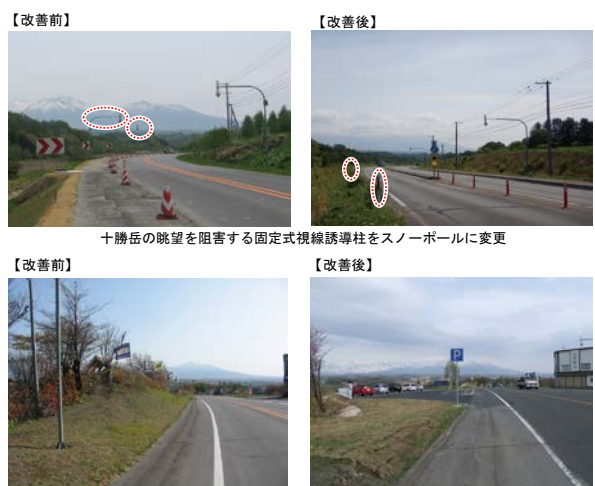 【改善前】
【改善後】
十勝岳の眺望を阻害する固定式視線誘導柱をスノーポールに変更
【改善前】
【改善後】
P